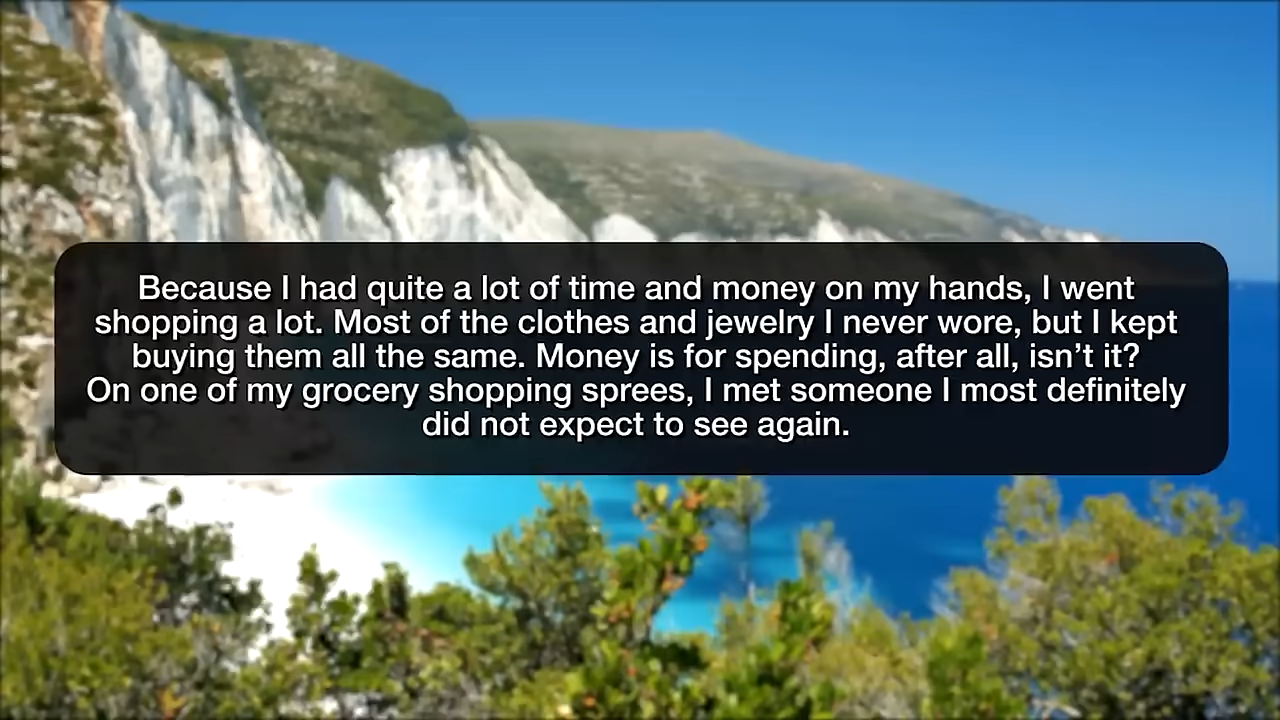 Because I had quite a lot of time and money on my hands, I went
shopping a lot. Most of the clothes and jewelry I never wore, but I kept
buying them all the same. Money is for spending, after all, isn’t it?
On one of my grocery shopping sprees, I met someone I most definitely
did not expect to see again.